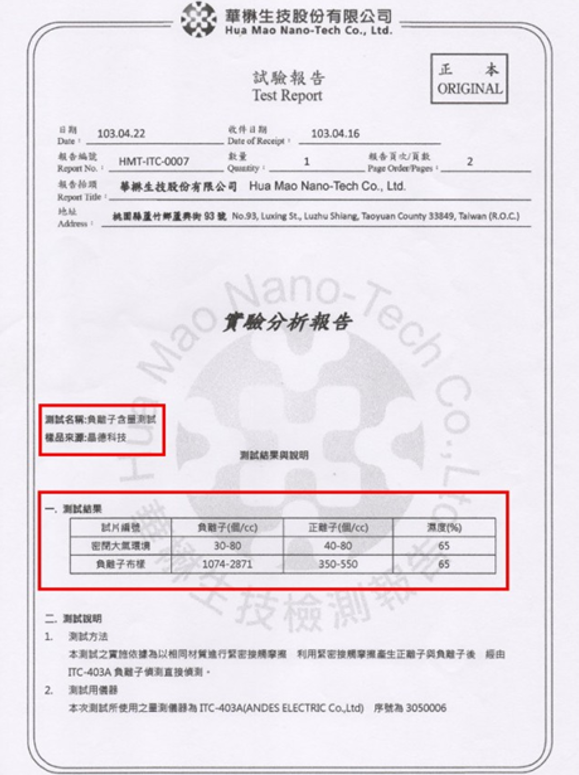 華楙生技股份有限公司
Hua Mao Nano-Tech Co., Ltd.
試驗報告
Test Report
正 本
ORIGINAL
日期
Date : 103.04.22
收件日期
Date of Receipt : 103.04.16
報告編號
Report No. : HMT-ITC-0007
數量
Quantity : 1
報告頁次/頁數
Page Order/Pages : 2
報告抬頭
Report Title : 華楙生技股份有限公司 Hua Mao Nano-Tech Co., Ltd.
地址
Address : 桃園縣蘆竹鄉蘆興街 93 號 No.93, Luxing St., Luzhu Shiang, Taoyuan County 33849, Taiwan (R.O.C.)
實驗分析報告
測試名稱:負離子含量測試
樣品來源:晶德科技
測試結果與說明
一. 測試結果
試片編號 負離子(個/cc) 正離子(個/cc) 濕度(%)
密閉大氣環境 30-80 40-80 65
負離子布樣 1074-2871 350-550 65
二. 測試說明
1. 測試方法
本測試之實施依據為以相同材質進行緊密接觸摩擦 利用緊密接觸摩擦產生正離子與負離子後 經由
ITC-403A 負離子偵測直接偵測。
2. 測試用儀器
本次測試所使用之量測儀器為 ITC-403A(ANDES ELECTRIC Co.,Ltd) 序號為 3050006
Hua Mao Nano-Tech Co., Ltd.
華楙生技檢測報告